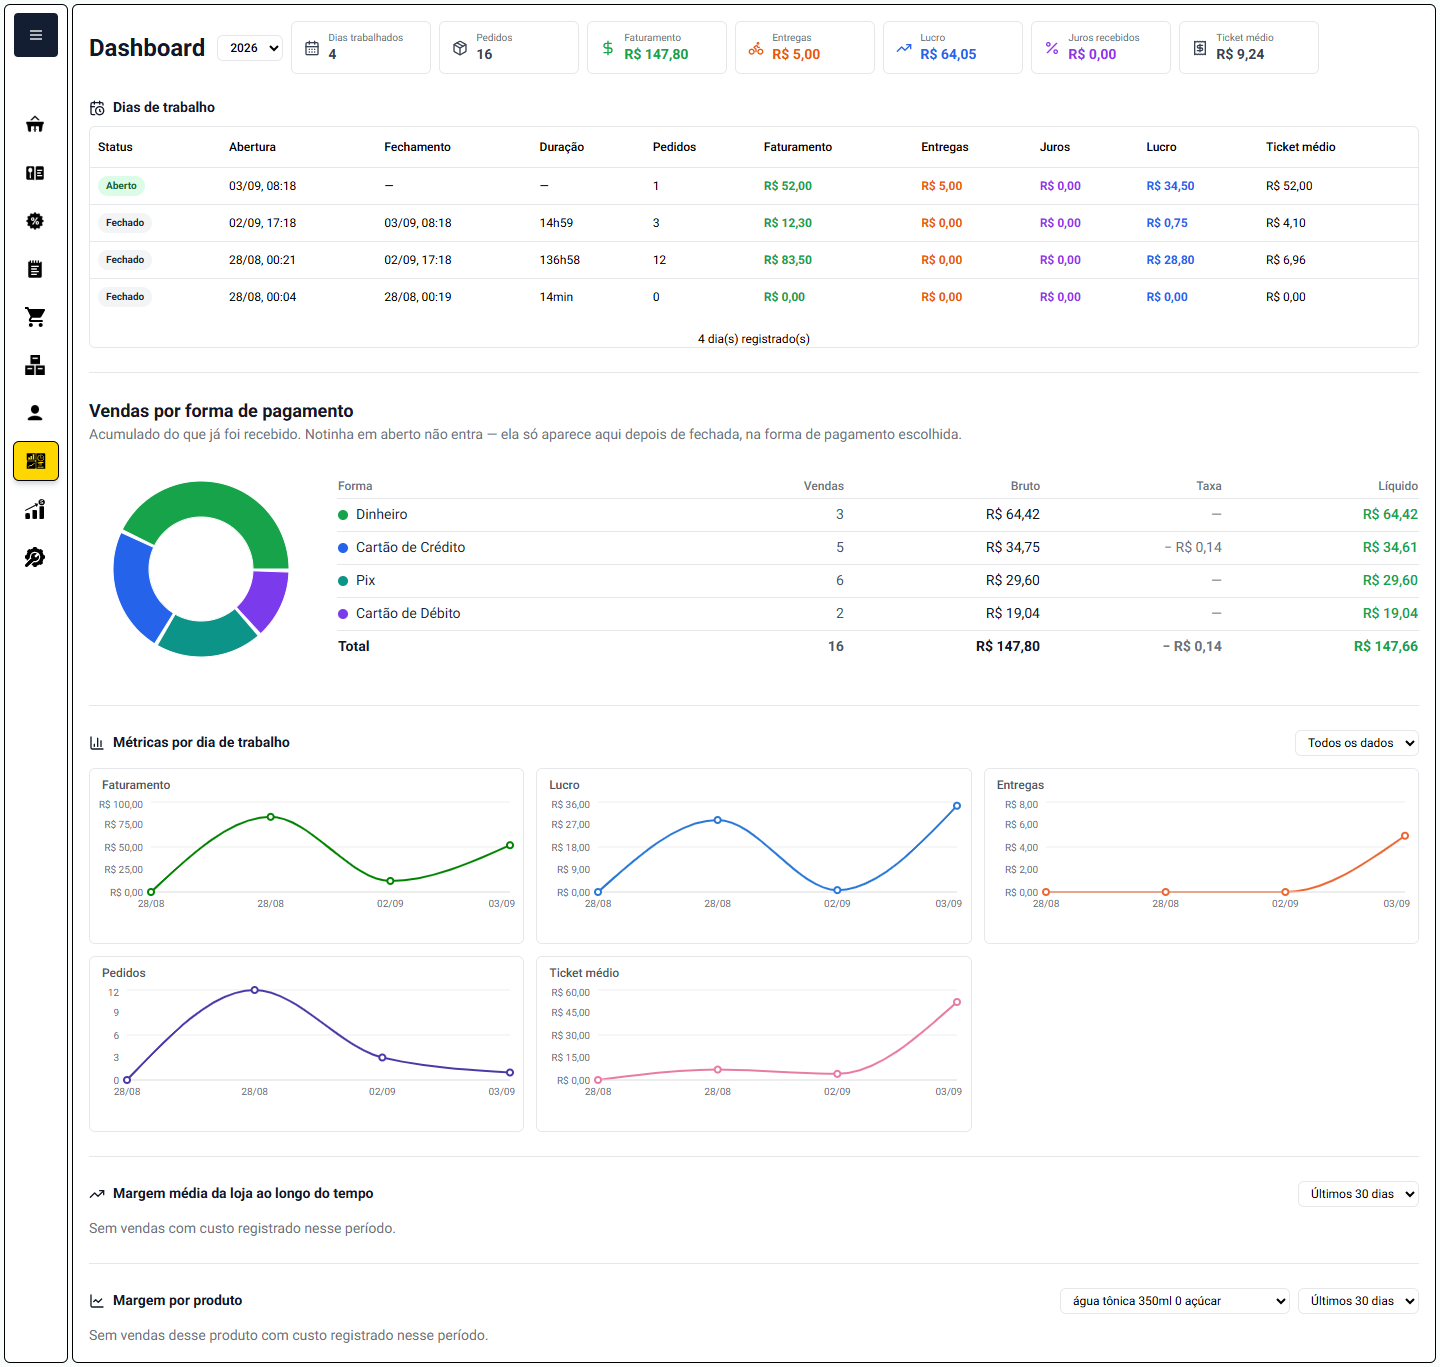 Dashboard
2026
Dias trabalhados
4
Pedidos
16
Faturamento
R$ 147,80
Entregas
R$ 5,00
Lucro
R$ 64,05
Juros recebidos
R$ 0,00
Ticket médio
R$ 9,24
Dias de trabalho
Status Abertura Fechamento Duração Pedidos Faturamento Entregas Juros Lucro Ticket médio
Aberto 03/09, 08:18 — — 1 R$ 52,00 R$ 5,00 R$ 0,00 R$ 34,50 R$ 52,00
Fechado 02/09, 17:18 03/09, 08:18 14h59 3 R$ 12,30 R$ 0,00 R$ 0,00 R$ 0,75 R$ 4,10
Fechado 28/08, 00:21 02/09, 17:18 136h58 12 R$ 83,50 R$ 0,00 R$ 0,00 R$ 28,80 R$ 6,96
Fechado 28/08, 00:04 28/08, 00:19 14min 0 R$ 0,00 R$ 0,00 R$ 0,00 R$ 0,00 R$ 0,00
4 dia(s) registrado(s)
Vendas por forma de pagamento
Acumulado do que já foi recebido. Notinha em aberto não entra — ela só aparece aqui depois de fechada, na forma de pagamento escolhida.
Forma Vendas Bruto Taxa Líquido
Dinheiro 3 R$ 64,42 — R$ 64,42
Cartão de Crédito 5 R$ 34,75 − R$ 0,14 R$ 34,61
Pix 6 R$ 29,60 — R$ 29,60
Cartão de Débito 2 R$ 19,04 — R$ 19,04
Total 16 R$ 147,80 − R$ 0,14 R$ 147,66
Métricas por dia de trabalho
Todos os dados
Faturamento
R$ 100,00
R$ 75,00
R$ 50,00
R$ 25,00
R$ 0,00
28/08 28/08 02/09 03/09
Lucro
R$ 36,00
R$ 27,00
R$ 18,00
R$ 9,00
R$ 0,00
28/08 28/08 02/09 03/09
Entregas
R$ 8,00
R$ 6,00
R$ 4,00
R$ 2,00
R$ 0,00
28/08 28/08 02/09 03/09
Pedidos
12
9
6
3
0
28/08 28/08 02/09 03/09
Ticket médio
R$ 60,00
R$ 45,00
R$ 30,00
R$ 15,00
R$ 0,00
28/08 28/08 02/09 03/09
Margem média da loja ao longo do tempo
Últimos 30 dias
Sem vendas com custo registrado nesse período.
Margem por produto
água tônica 350ml 0 açúcar
Últimos 30 dias
Sem vendas desse produto com custo registrado nesse período.